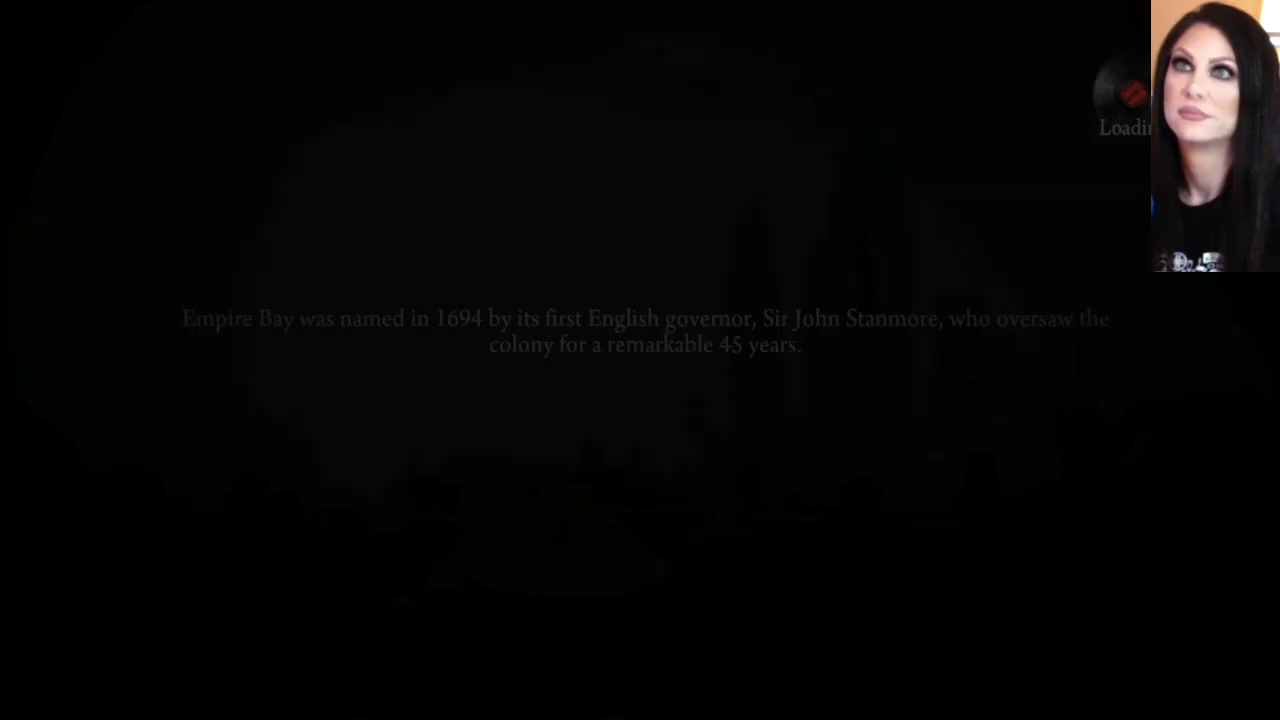 Loadin
Empire Bay was named in 1694 by its first English governor, Sir John Stanmore, who oversaw the
colony for a remarkable 45 years.